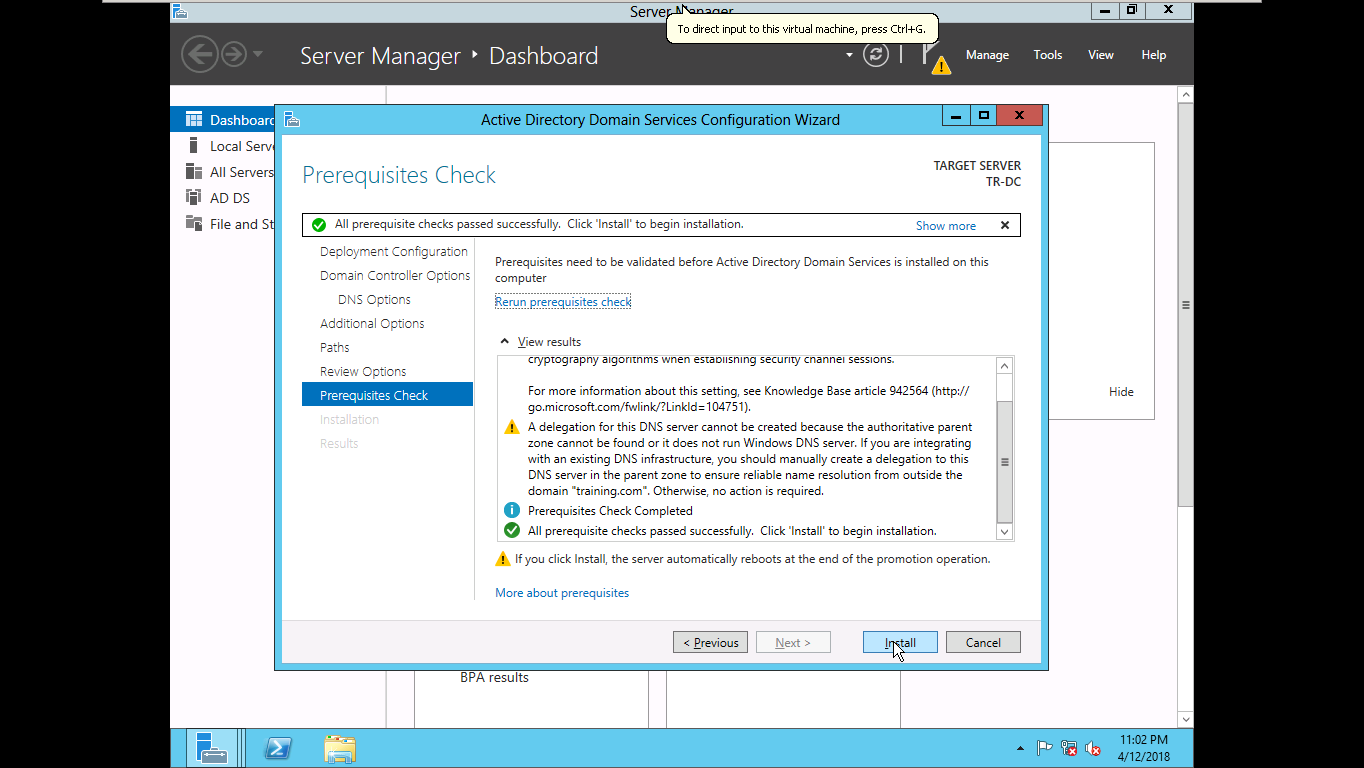 Server Manager
To direct input to this virtual machine, press Ctrl+G.
Server Manager ‣ Dashboard
Manage
Tools
View
Help
Dashboard
Local Serve
All Servers
AD DS
File and St
Active Directory Domain Services Configuration Wizard
Prerequisites Check
TARGET SERVER
TR-DC
All prerequisite checks passed successfully.  Click 'Install' to begin installation.
Show more
Deployment Configuration
Domain Controller Options
DNS Options
Additional Options
Paths
Review Options
Prerequisites Check
Installation
Results
Prerequisites need to be validated before Active Directory Domain Services is installed on this
computer
Rerun prerequisites check
View results
cryptography algorithms when establishing security channel sessions.
For more information about this setting, see Knowledge Base article 942564 (http://
go.microsoft.com/fwlink/?LinkId=104751).
A delegation for this DNS server cannot be created because the authoritative parent
zone cannot be found or it does not run Windows DNS server. If you are integrating
with an existing DNS infrastructure, you should manually create a delegation to this
DNS server in the parent zone to ensure reliable name resolution from outside the
domain "training.com". Otherwise, no action is required.
Prerequisites Check Completed
All prerequisite checks passed successfully.  Click 'Install' to begin installation.
If you click Install, the server automatically reboots at the end of the promotion operation.
More about prerequisites
< Previous
Next >
Install
Cancel
Hide
BPA results
11:02 PM
4/12/2018